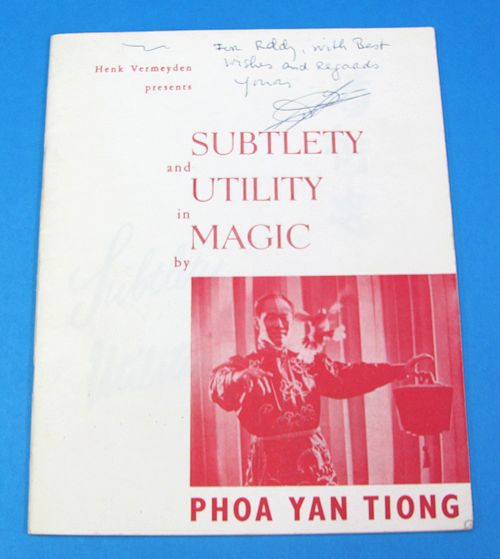 For Roldy, with Best
Wishes and Regards
Yours
Henk Vermeyden
presents
SUBTLETY
and
UTILITY
in
MAGIC
by
PHOA YAN TIONG